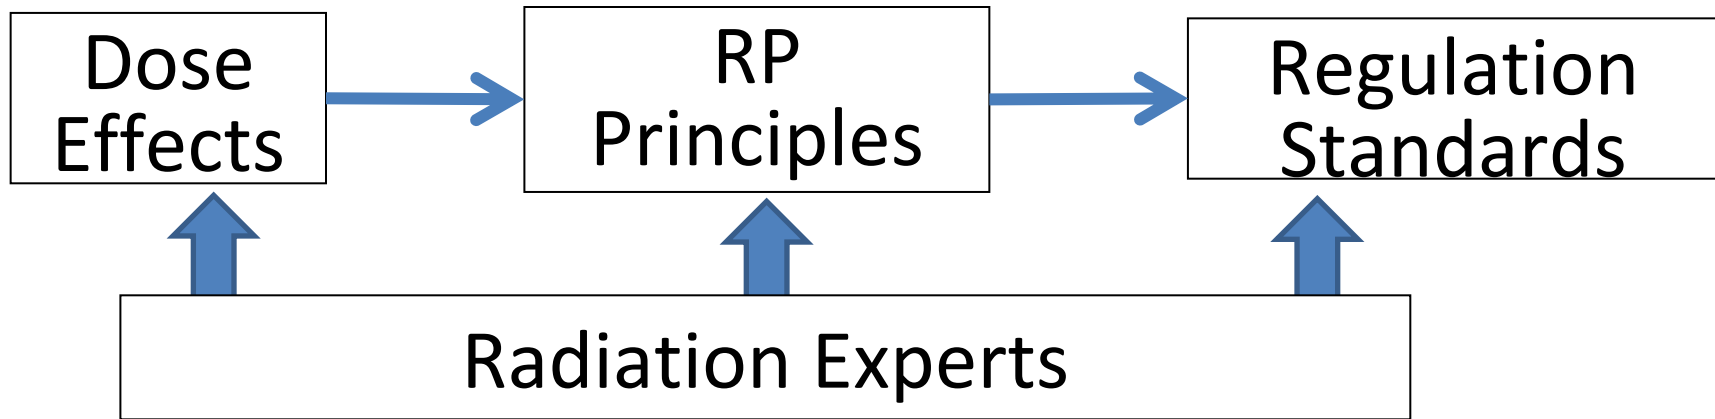 Dose
Effects
RP
Principles
Regulation
Standards
Radiation Experts